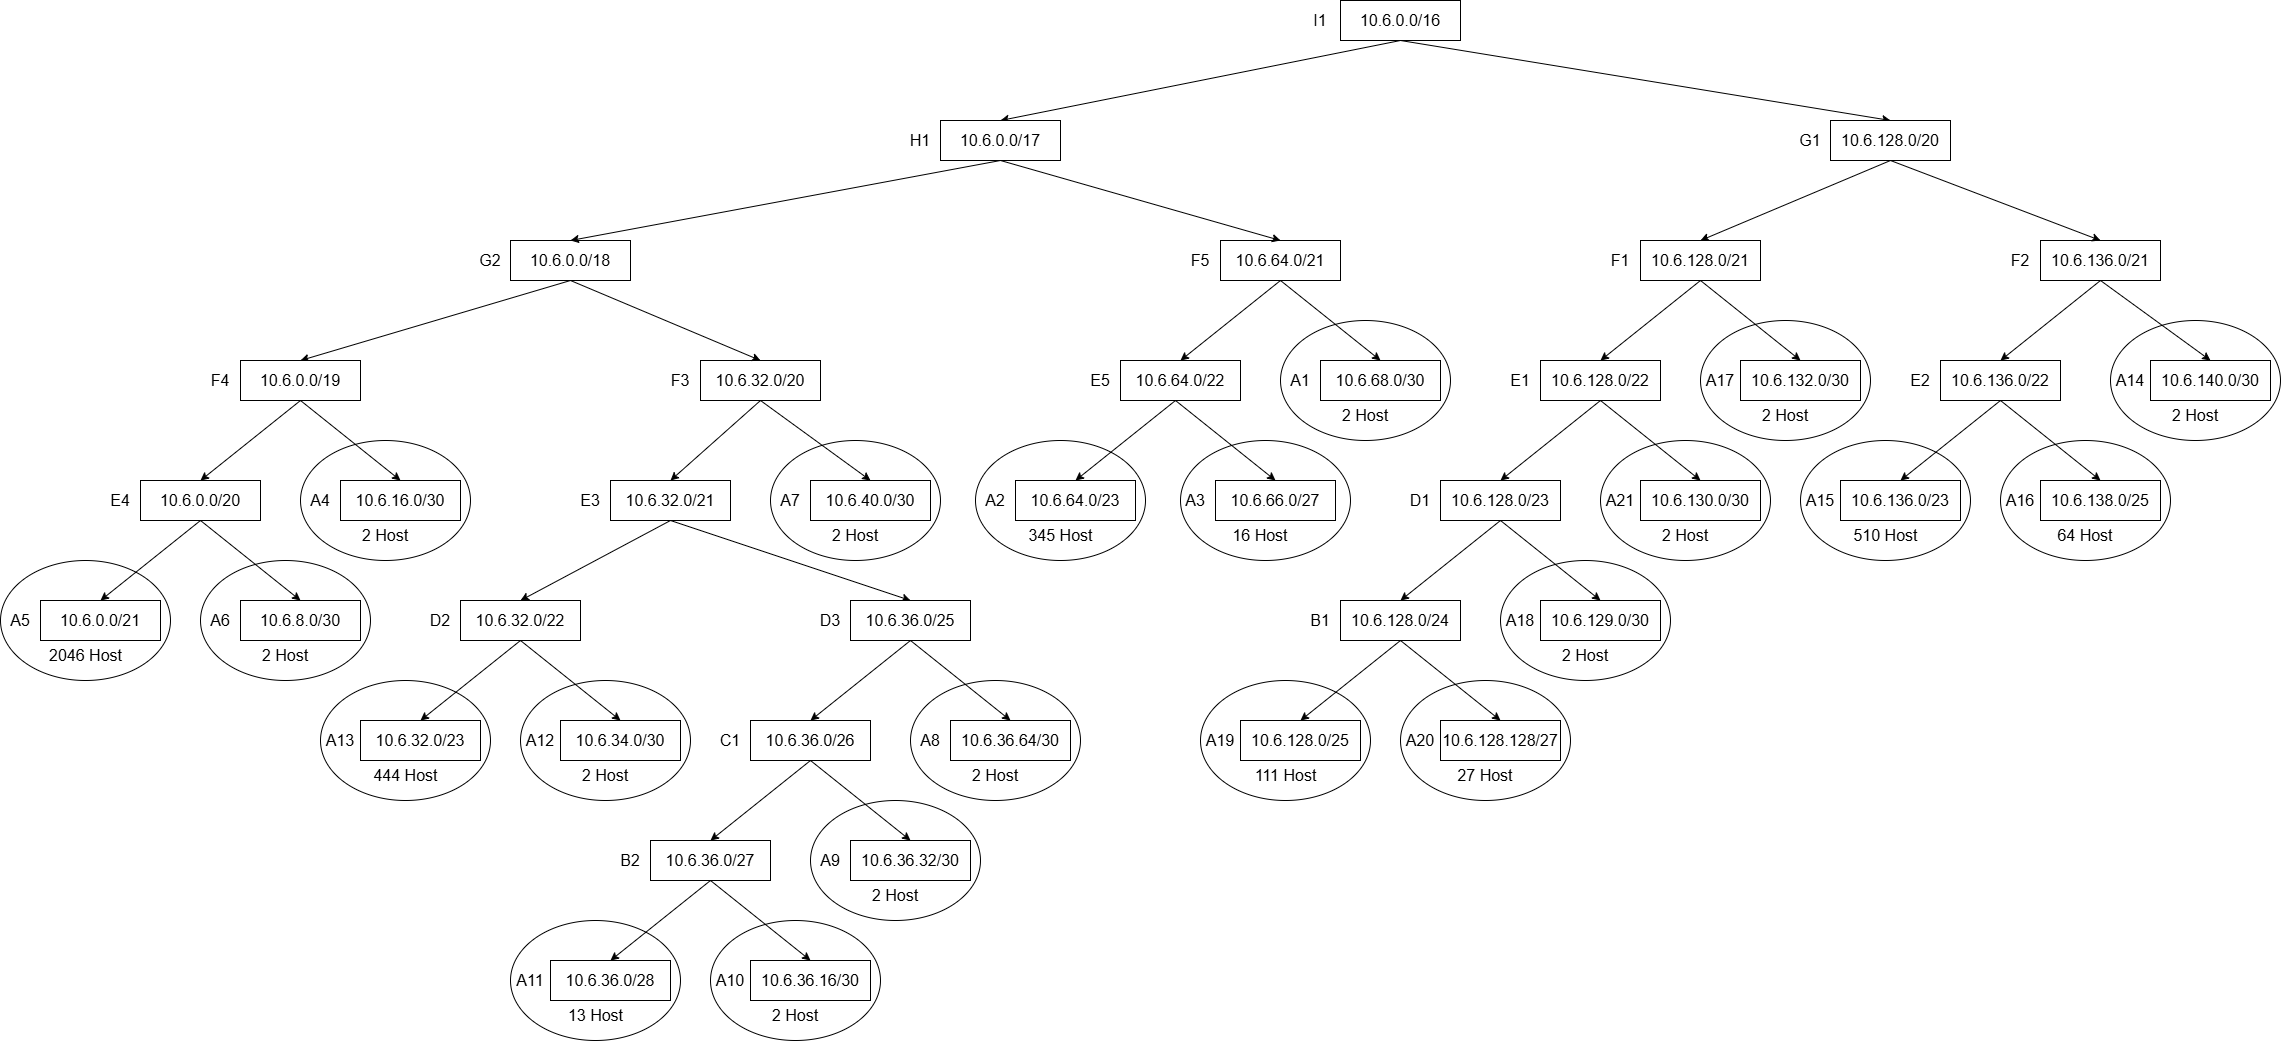 I1 10.6.0.0/16
H1 10.6.0.0/17 G1 10.6.128.0/20
G2 10.6.0.0/18 F5 10.6.64.0/21 F1 10.6.128.0/21 F2 10.6.136.0/21
F4 10.6.0.0/19 F3 10.6.32.0/20 E5 10.6.64.0/22 A1 10.6.68.0/30 E1 10.6.128.0/22 A17 10.6.132.0/30 E2 10.6.136.0/22 A14 10.6.140.0/30
2 Host 2 Host 2 Host
E4 10.6.0.0/20 A4 10.6.16.0/30 E3 10.6.32.0/21 A7 10.6.40.0/30 A2 10.6.64.0/23 A3 10.6.66.0/27 D1 10.6.128.0/23 A21 10.6.130.0/30 A15 10.6.136.0/23 A16 10.6.138.0/25
2 Host 2 Host 345 Host 16 Host 2 Host 510 Host 64 Host
A5 10.6.0.0/21 A6 10.6.8.0/30 D2 10.6.32.0/22 D3 10.6.36.0/25 B1 10.6.128.0/24 A18 10.6.129.0/30
2046 Host 2 Host 2 Host
A13 10.6.32.0/23 A12 10.6.34.0/30 C1 10.6.36.0/26 A8 10.6.36.64/30 A19 10.6.128.0/25 A20 10.6.128.128/27
444 Host 2 Host 2 Host 111 Host 27 Host
B2 10.6.36.0/27 A9 10.6.36.32/30
2 Host
A11 10.6.36.0/28 A10 10.6.36.16/30
13 Host 2 Host